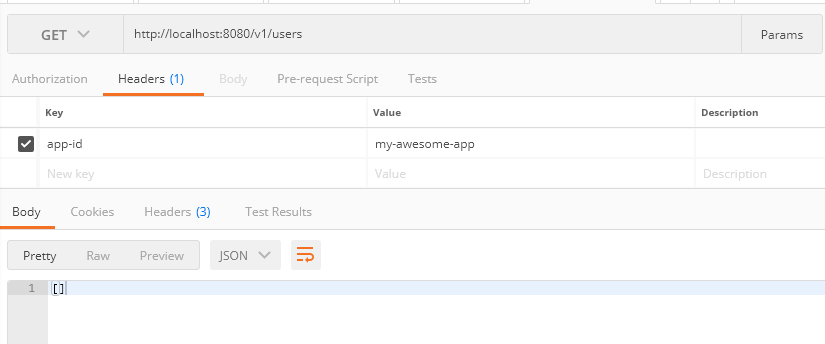 GET http://localhost:8080/v1/users Params
Authorization Headers (1) Body Pre-request Script Tests
Key Value Description
app-id my-awesome-app
New key Value Description
Body Cookies Headers (3) Test Results
Pretty Raw Preview JSON
1 []